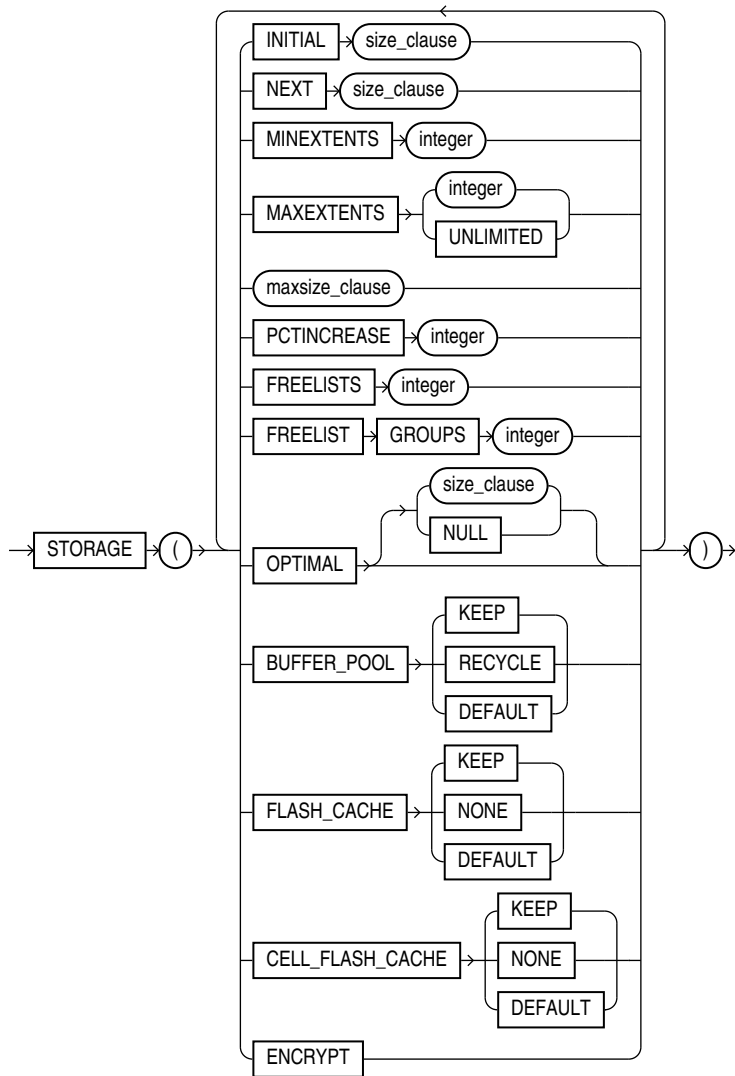 INITIAL size_clause
NEXT size_clause
MINEXTENTS integer
MAXEXTENTS integer
UNLIMITED
maxsize_clause
PCTINCREASE integer
FREELISTS integer
FREELIST GROUPS integer
size_clause
NULL
STORAGE ( OPTIMAL )
KEEP
BUFFER_POOL RECYCLE
DEFAULT
KEEP
FLASH_CACHE NONE
DEFAULT
KEEP
CELL_FLASH_CACHE NONE
DEFAULT
ENCRYPT